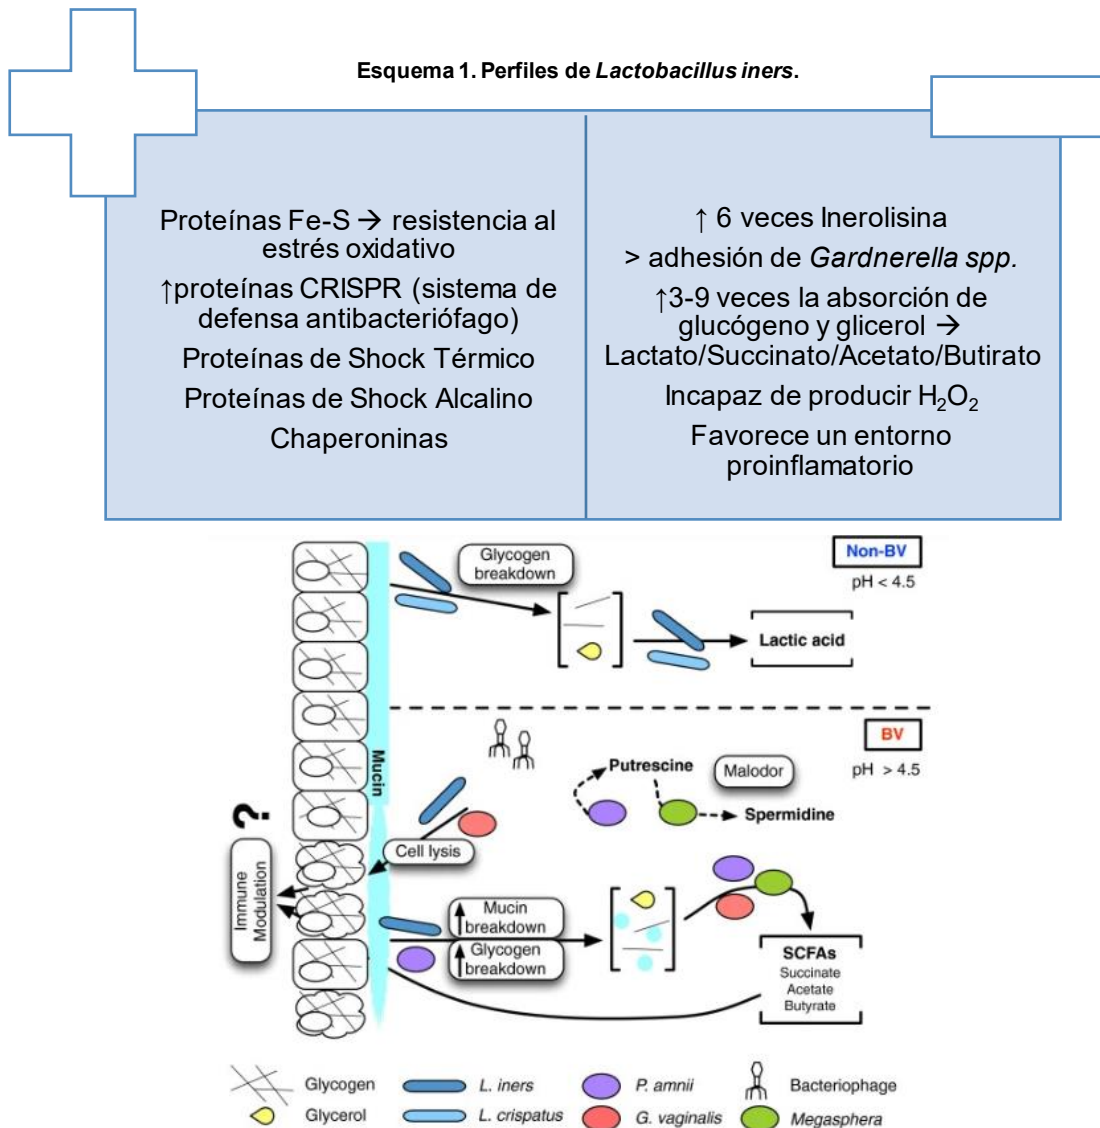 Esquema 1. Perfiles de Lactobacillus iners.
Proteínas Fe-S → resistencia al
estrés oxidativo
↑proteínas CRISPR (sistema de
defensa antibacteriófago)
Proteínas de Shock Térmico
Proteínas de Shock Alcalino
Chaperoninas
↑ 6 veces Inerolisina
> adhesión de Gardnerella spp.
↑3-9 veces la absorción de
glucógeno y glicerol →
Lactato/Succinato/Acetato/Butirato
Incapaz de producir H₂O₂
Favorece un entorno
proinflamatorio
Glycogen
breakdown
Non-BV
pH < 4.5
Lactic acid
Mucin
BV
pH > 4.5
Putrescine
Malodor
Spermidine
?
Immune
Modulation
Cell lysis
Mucin
breakdown
Glycogen
breakdown
SCFAs
Succinate
Acetate
Butyrate
Glycogen
L. iners
P. amnii
Bacteriophage
Glycerol
L. crispatus
G. vaginalis
Megasphera